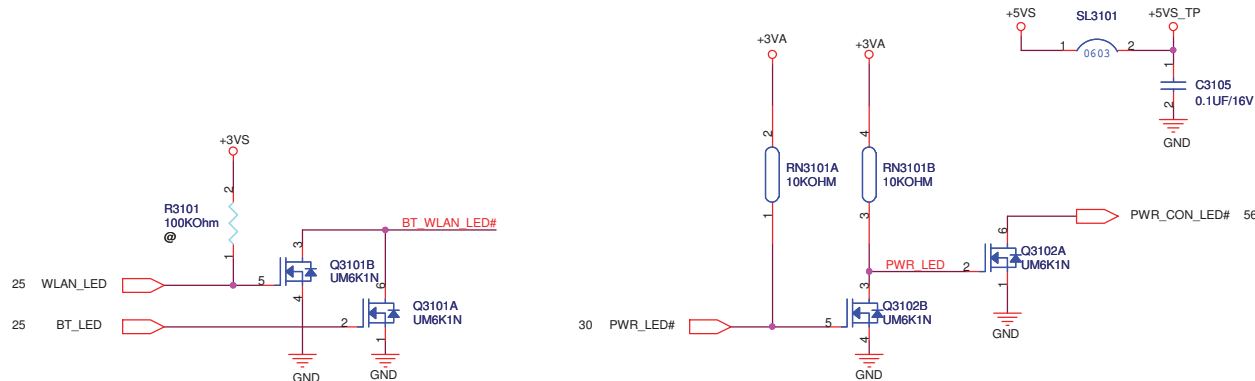 +5VS SL3101 +5VS_TP
1 2
0603
1
C3105
0.1UF/16V
2
GND
+3VA +3VA
+3VS
2 4
RN3101A RN3101B
10KOHM 10KOHM
1 3
2
R3101
100KOhm
@
1
BT_WLAN_LED#
3
25 WLAN_LED 5
Q3101B
UM6K1N
4
6
25 BT_LED 2
Q3101A
UM6K1N
1
GND GND
PWR_CON_LED# 56
6
PWR_LED 2
Q3102A
UM6K1N
1
GND
3
30 PWR_LED# 5
Q3102B
UM6K1N
4
GND